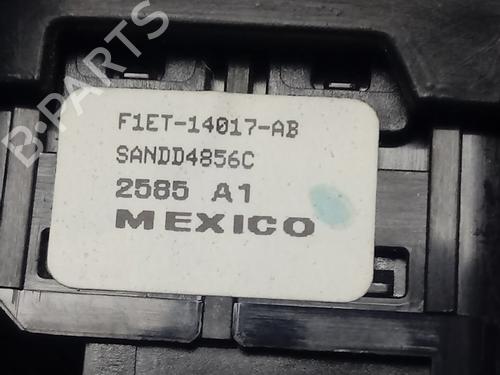 B-PARTS
F1ET-14017-AB
SANDD4856C
2585 A1
MEXICO